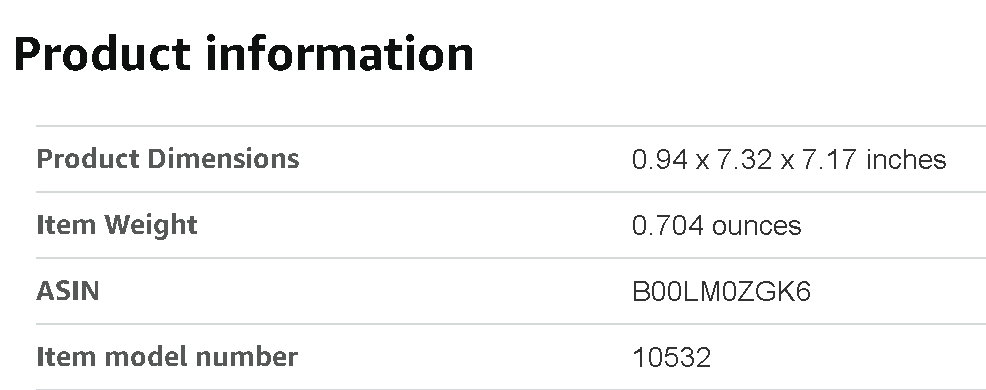 Product information
Product Dimensions 0.94 x 7.32 x 7.17 inches
Item Weight 0.704 ounces
ASIN B00LM0ZGK6
Item model number 10532